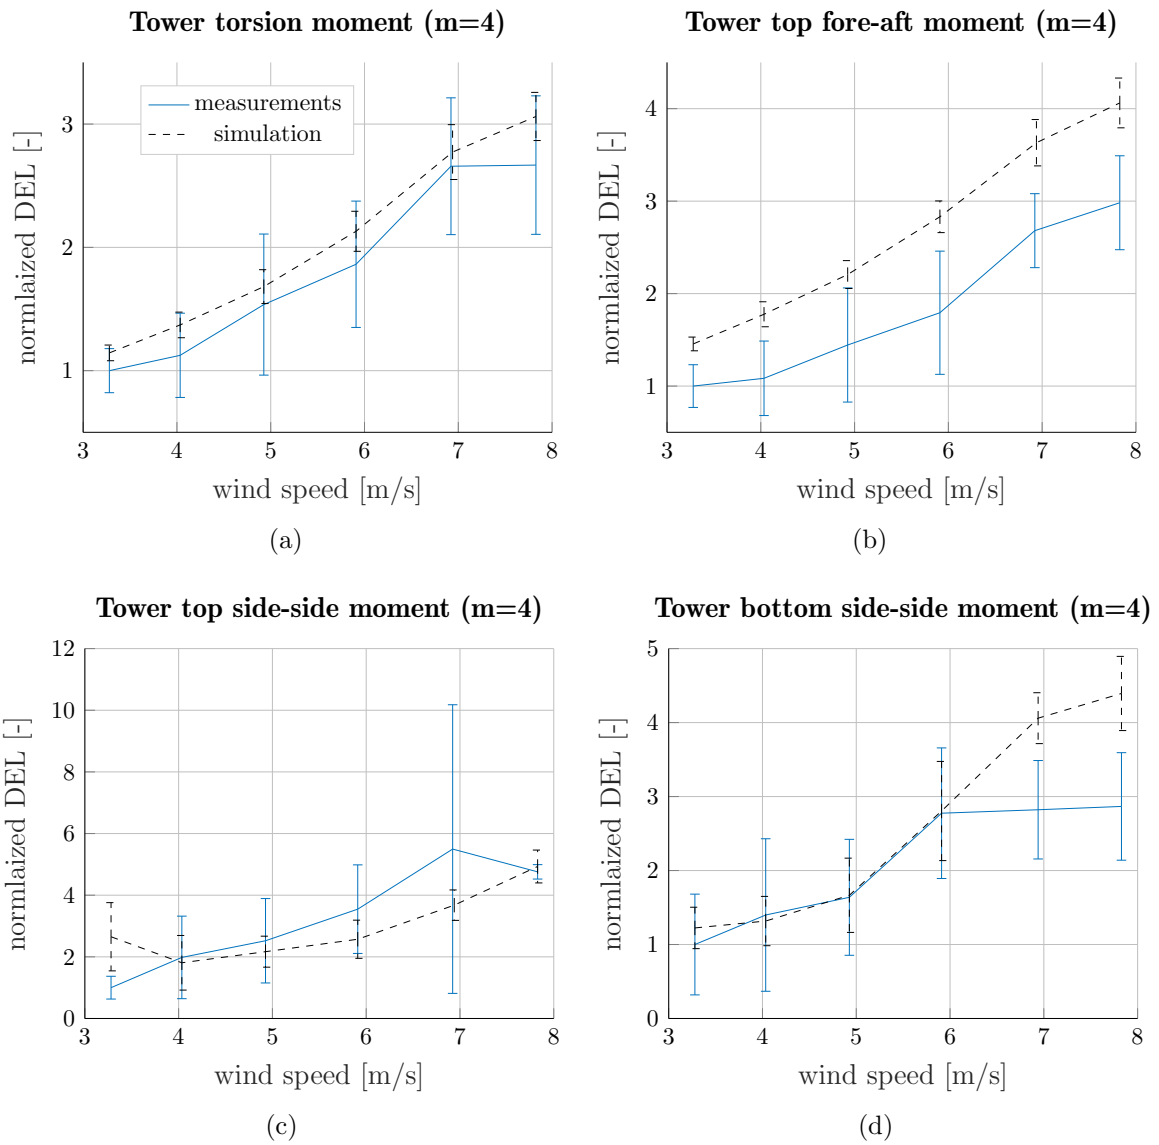 Tower torsion moment (m=4)
normlaized DEL [-]
3
2
1
measurements
simulation
3 4 5 6 7 8
wind speed [m/s]
(a)
Tower top fore-aft moment (m=4)
normlaized DEL [-]
4
3
2
1
3 4 5 6 7 8
wind speed [m/s]
(b)
Tower top side-side moment (m=4)
normlaized DEL [-]
12
10
8
6
4
2
0
3 4 5 6 7 8
wind speed [m/s]
(c)
Tower bottom side-side moment (m=4)
normlaized DEL [-]
5
4
3
2
1
0
3 4 5 6 7 8
wind speed [m/s]
(d)